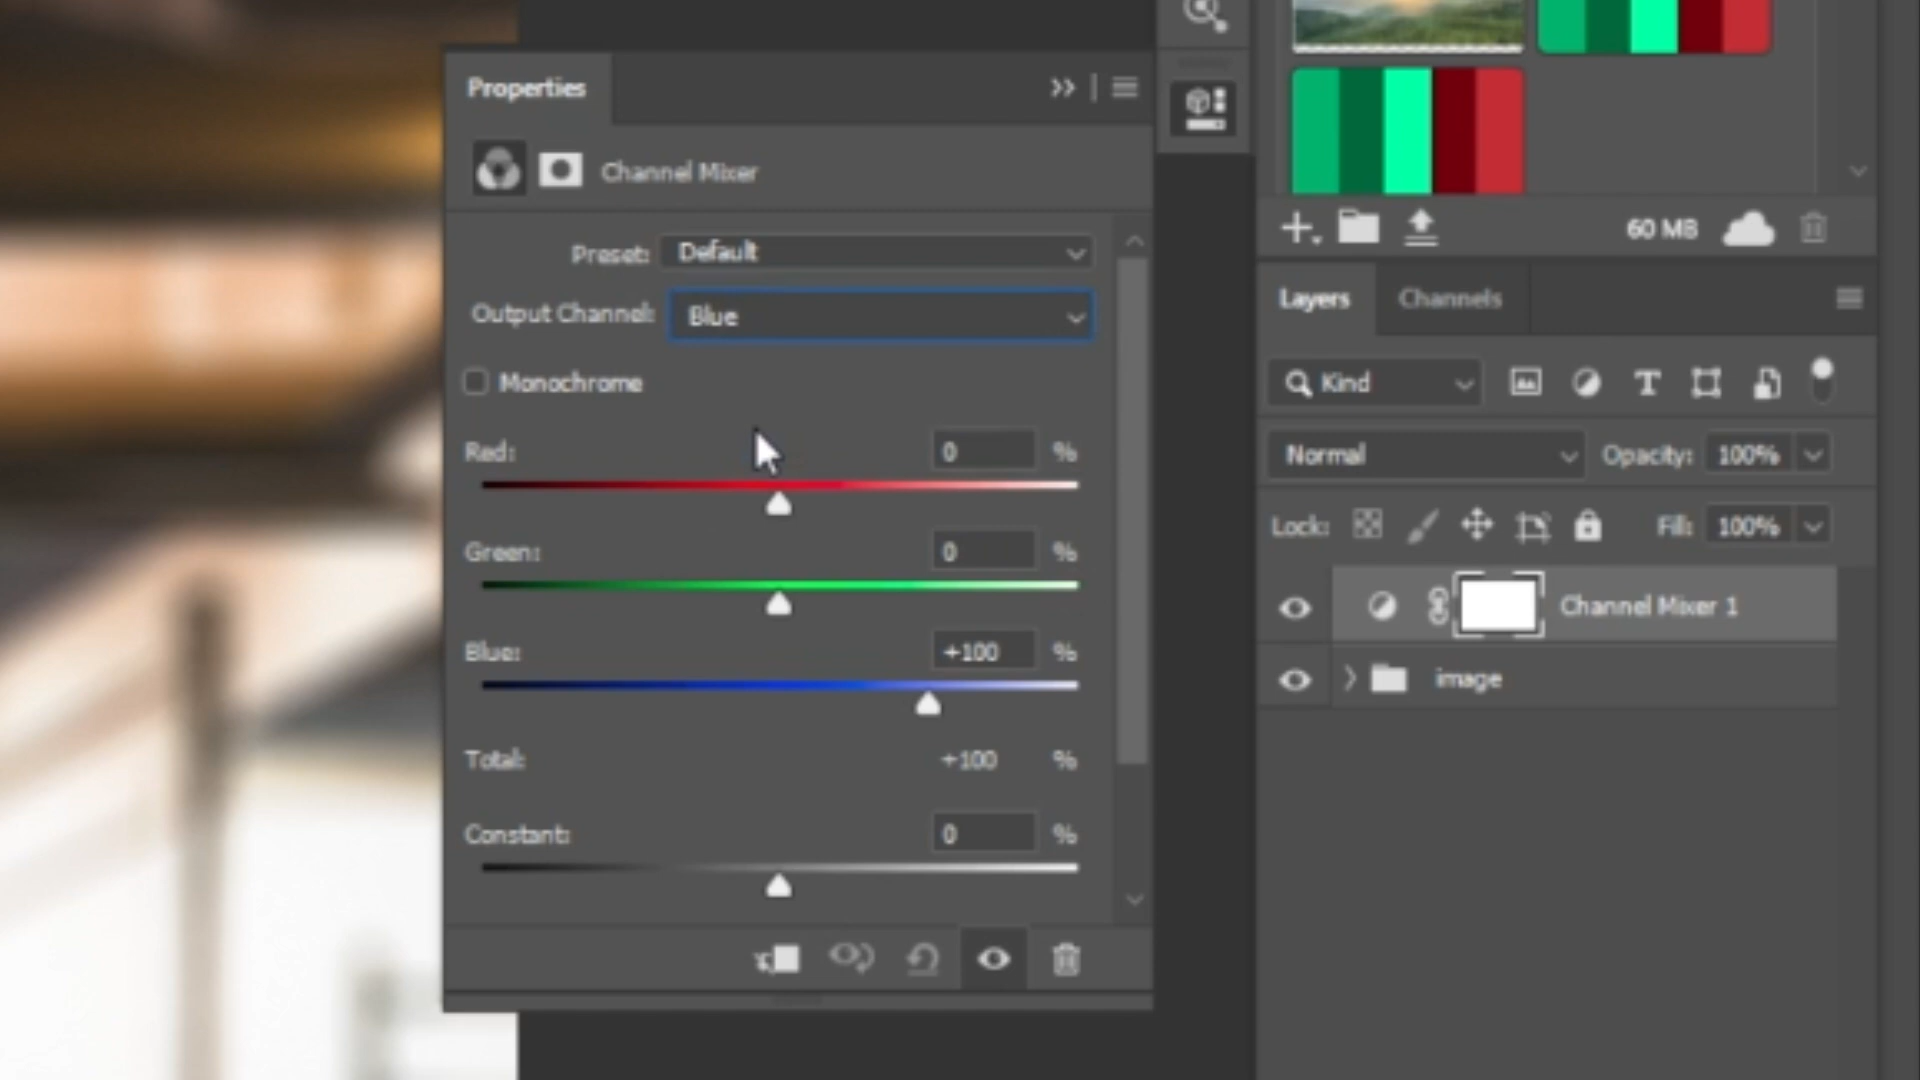 Properties
Channel Mixer
Preset: Default
Output Channel: Blue
Monochrome
Red: 0 %
Green: 0 %
Blue: +100 %
Total: +100 %
Constant: 0 %
60 MB
Layers Channels
Kind
Normal Opacity: 100%
Lock: Fill: 100%
Channel Mixer 1
image